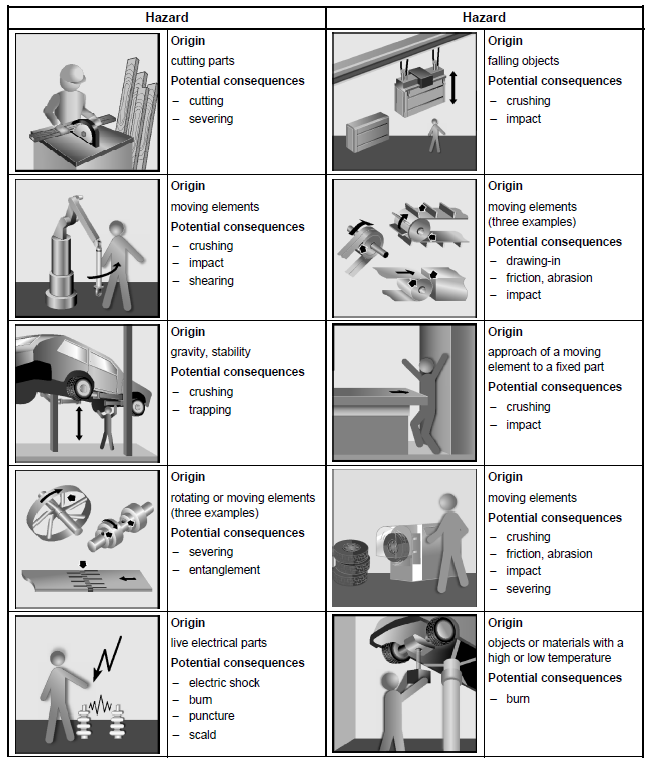 Hazard
Hazard
Origin
cutting parts
Potential consequences
– cutting
– severing
Origin
falling objects
Potential consequences
– crushing
– impact
Origin
moving elements
Potential consequences
– crushing
– impact
– shearing
Origin
moving elements
(three examples)
Potential consequences
– drawing-in
– friction, abrasion
– impact
Origin
gravity, stability
Potential consequences
– crushing
– trapping
Origin
approach of a moving
element to a fixed part
Potential consequences
– crushing
– impact
Origin
rotating or moving elements
(three examples)
Potential consequences
– severing
– entanglement
Origin
moving elements
Potential consequences
– crushing
– friction, abrasion
– impact
– severing
Origin
live electrical parts
Potential consequences
– electric shock
– burn
– puncture
– scald
Origin
objects or materials with a
high or low temperature
Potential consequences
– burn